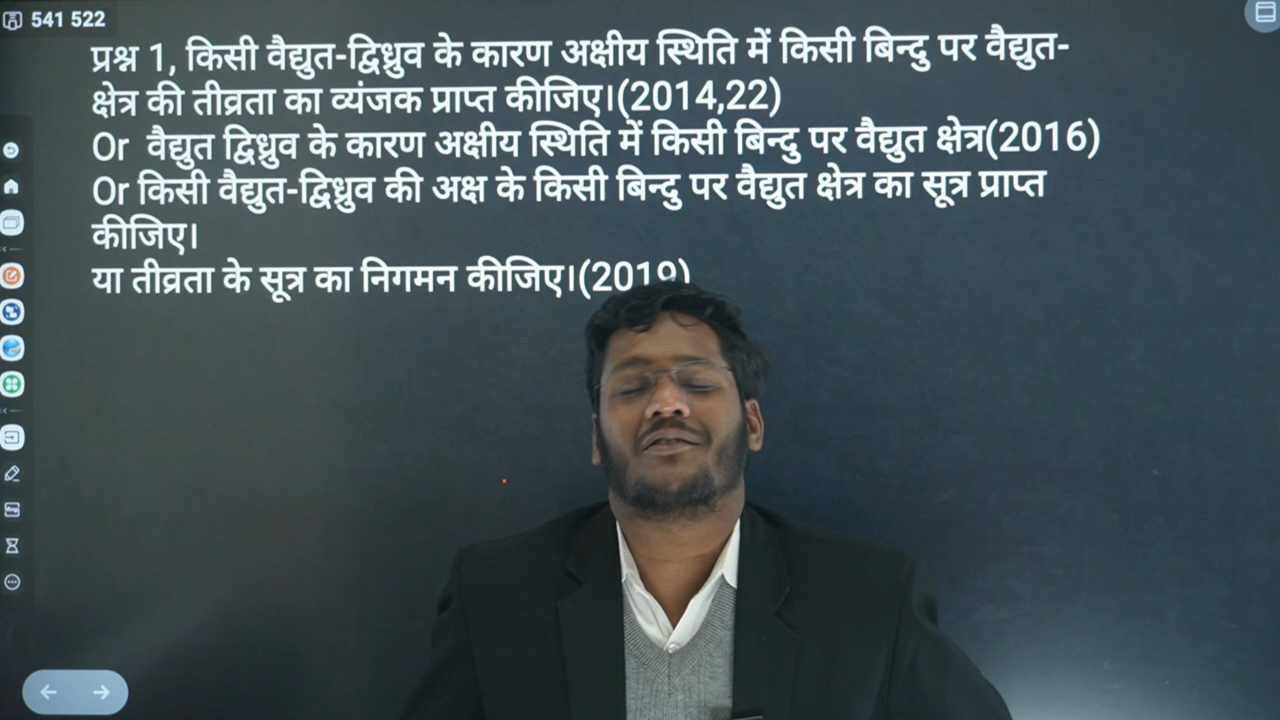 541 522
प्रश्न 1, किसी वैद्युत-द्विध्रुव के कारण अक्षीय स्थिति में किसी बिन्दु पर वैद्युत-
क्षेत्र की तीव्रता का व्यंजक प्राप्त कीजिए।(2014,22)
Or वैद्युत द्विध्रुव के कारण अक्षीय स्थिति में किसी बिन्दु पर वैद्युत क्षेत्र(2016)
Or किसी वैद्युत-द्विध्रुव की अक्ष के किसी बिन्दु पर वैद्युत क्षेत्र का सूत्र प्राप्त
कीजिए।
या तीव्रता के सूत्र का निगमन कीजिए।(2019)